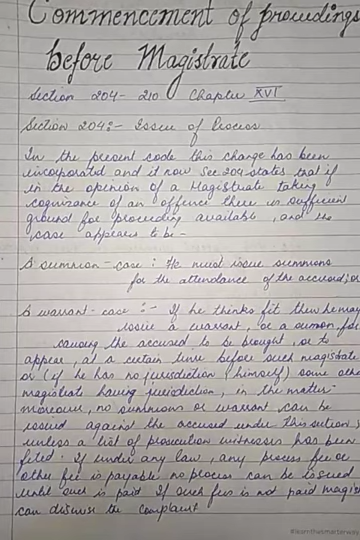 Commencement of proceedings
before Magistrate
Section 204 - 210 Chapter XVI
Section 204:- Issue of Process
In the present code this change has been
incorporated and it now Sec 204 states that if
in the opinion of a Magistrate taking
cognizance of an offence there is sufficient
ground for proceeding available, and the
case appears to be -
A summon-case : He must issue summons
for the attendance of the accused; or
A warrant-case :- If he thinks fit then he may
issue a warrant, or a summon for
causing the accused to be brought or to
appear, at a certain time before such magistrate
or (if he has no jurisdiction himself) some other
magistrate having jurisdiction, in the matter
moreover, no summons or warrant can be
issued against the accused under this section
unless a list of prosecution witnesses has been
filed. If under any law, any process fee or
other fee is payable no process can be issued
until such is paid If such fees is not paid magis
can dismiss the complaint